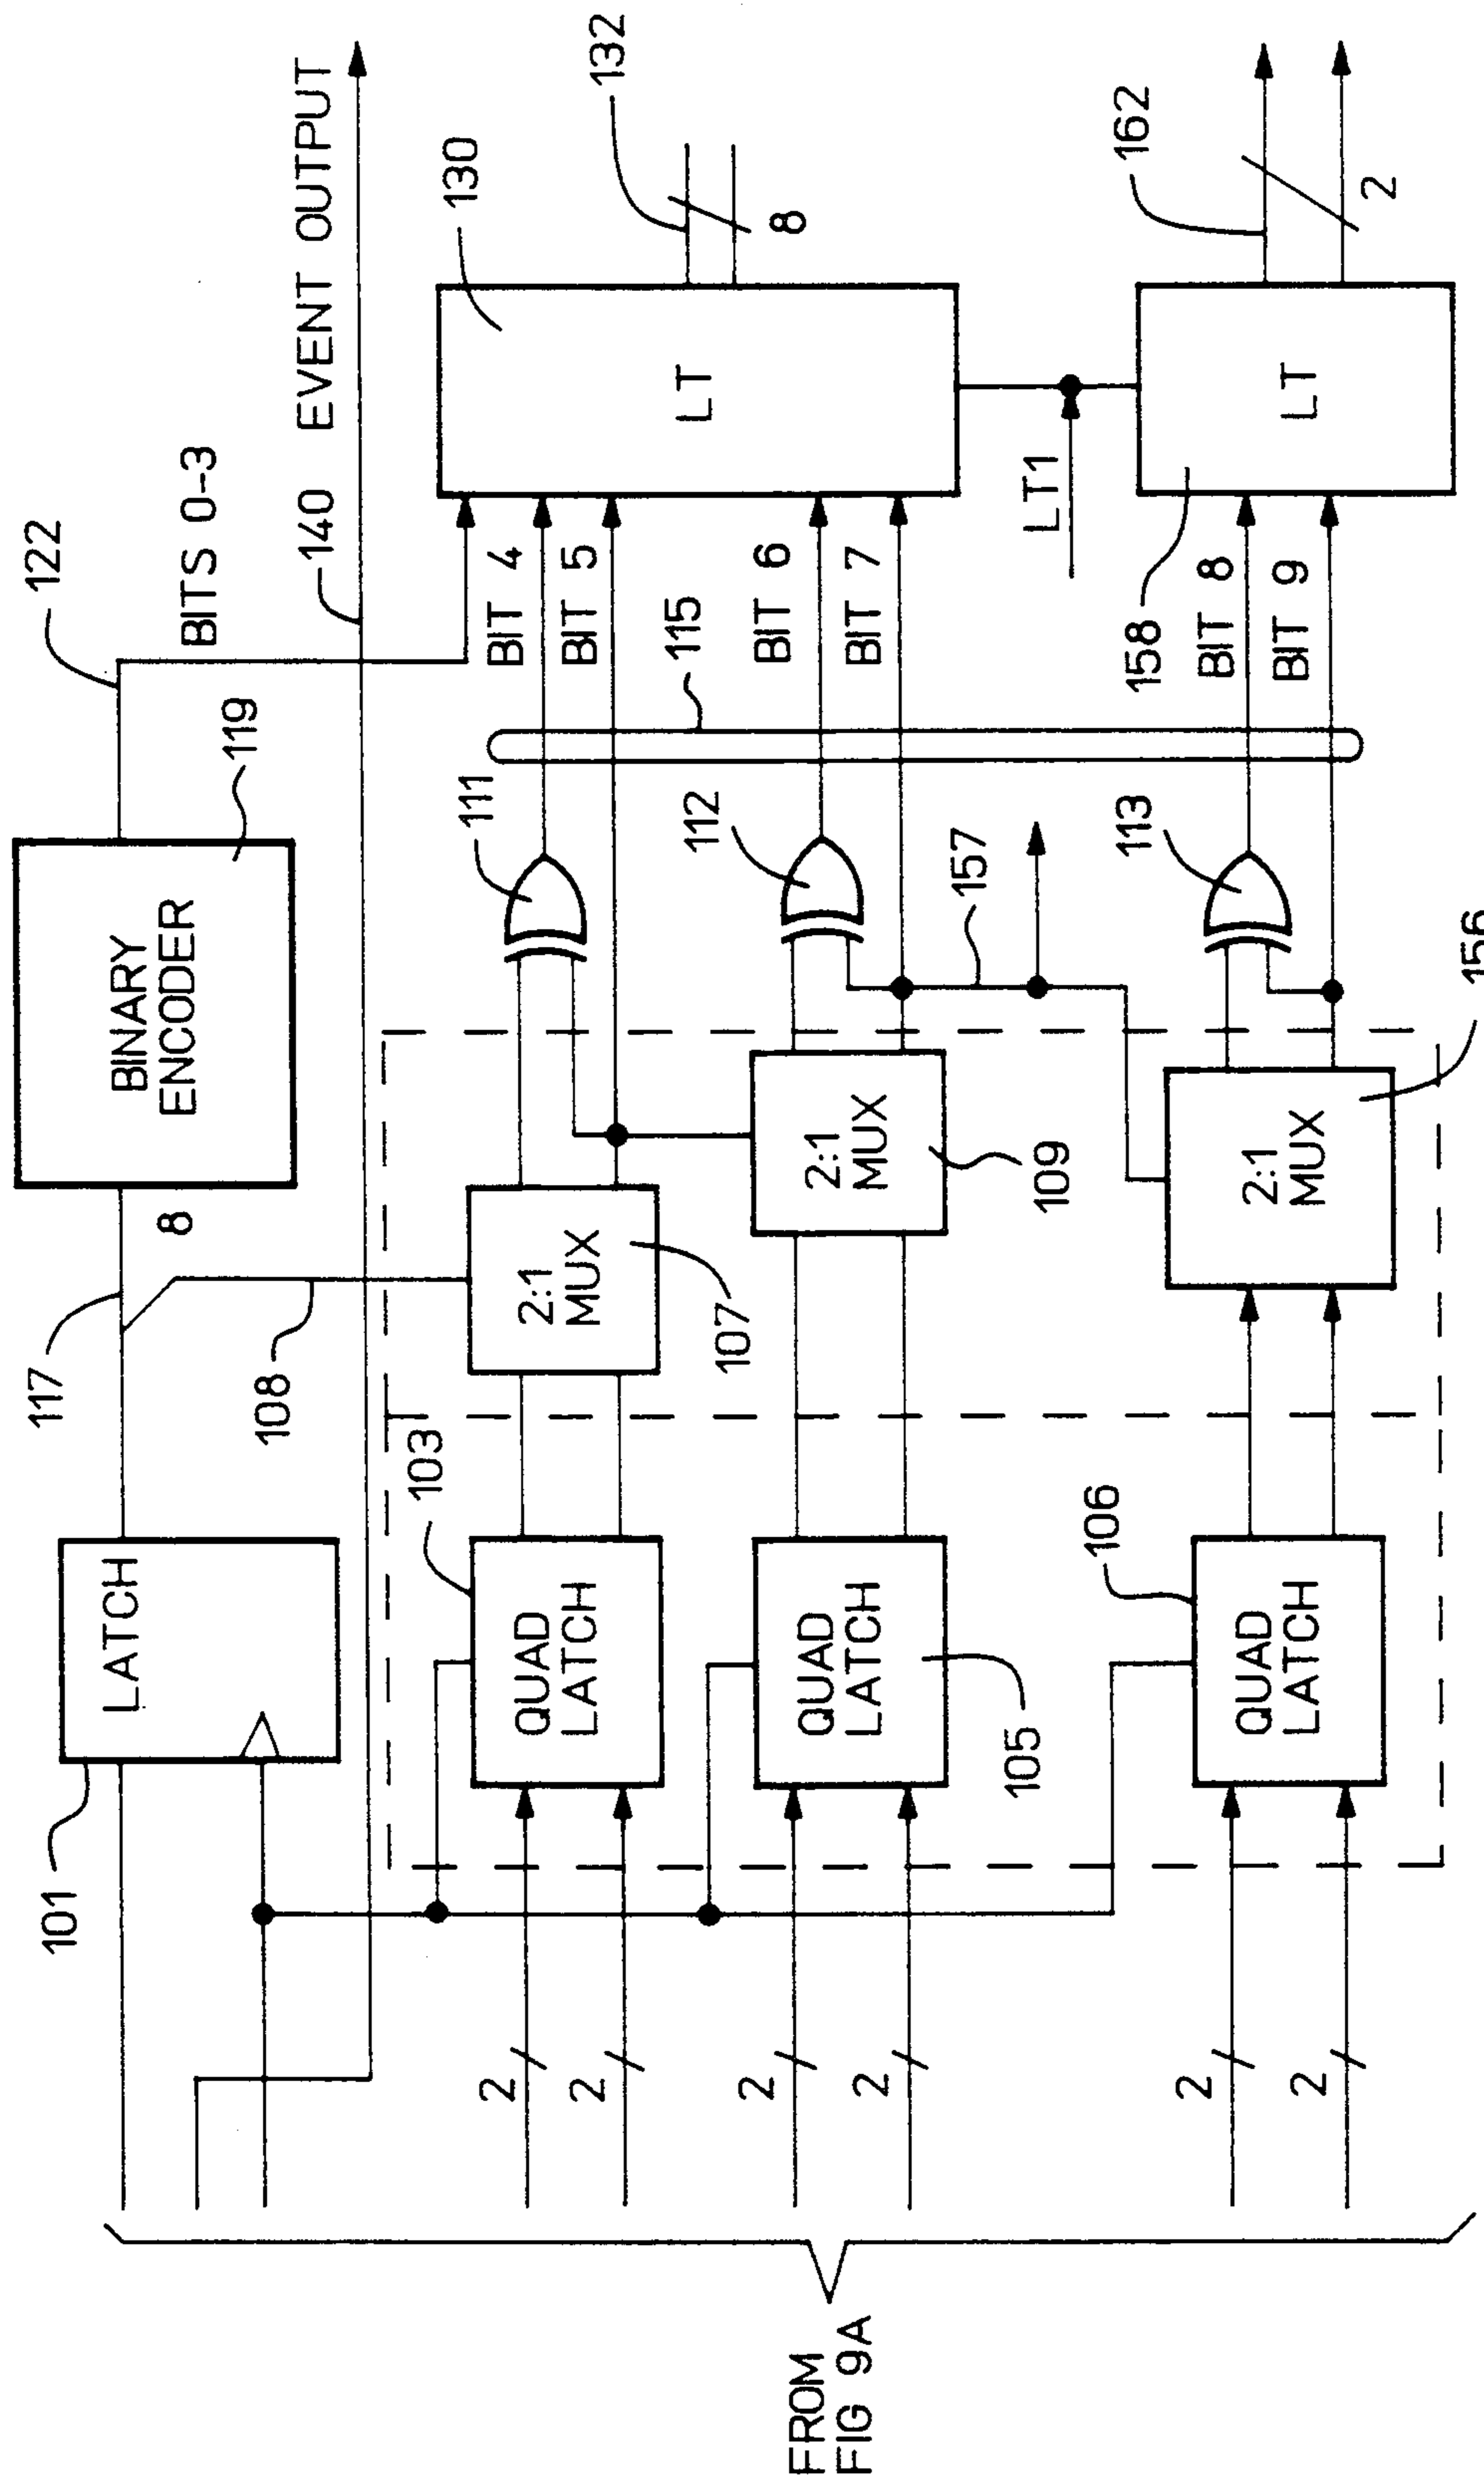 101
LATCH
117
8
BINARY
ENCODER
119
122
BITS 0-3
140 EVENT OUTPUT
108
103
QUAD
LATCH
2:1
MUX
107
111
BIT 4
BIT 5
130
LT
132
8
2
2
QUAD
LATCH
105
2:1
MUX
109
112
157
115
BIT 6
BIT 7
LT1
2
2
106
QUAD
LATCH
2:1
MUX
156
113
158
BIT 8
BIT 9
LT
162
2
2
2
FROM
FIG 9A